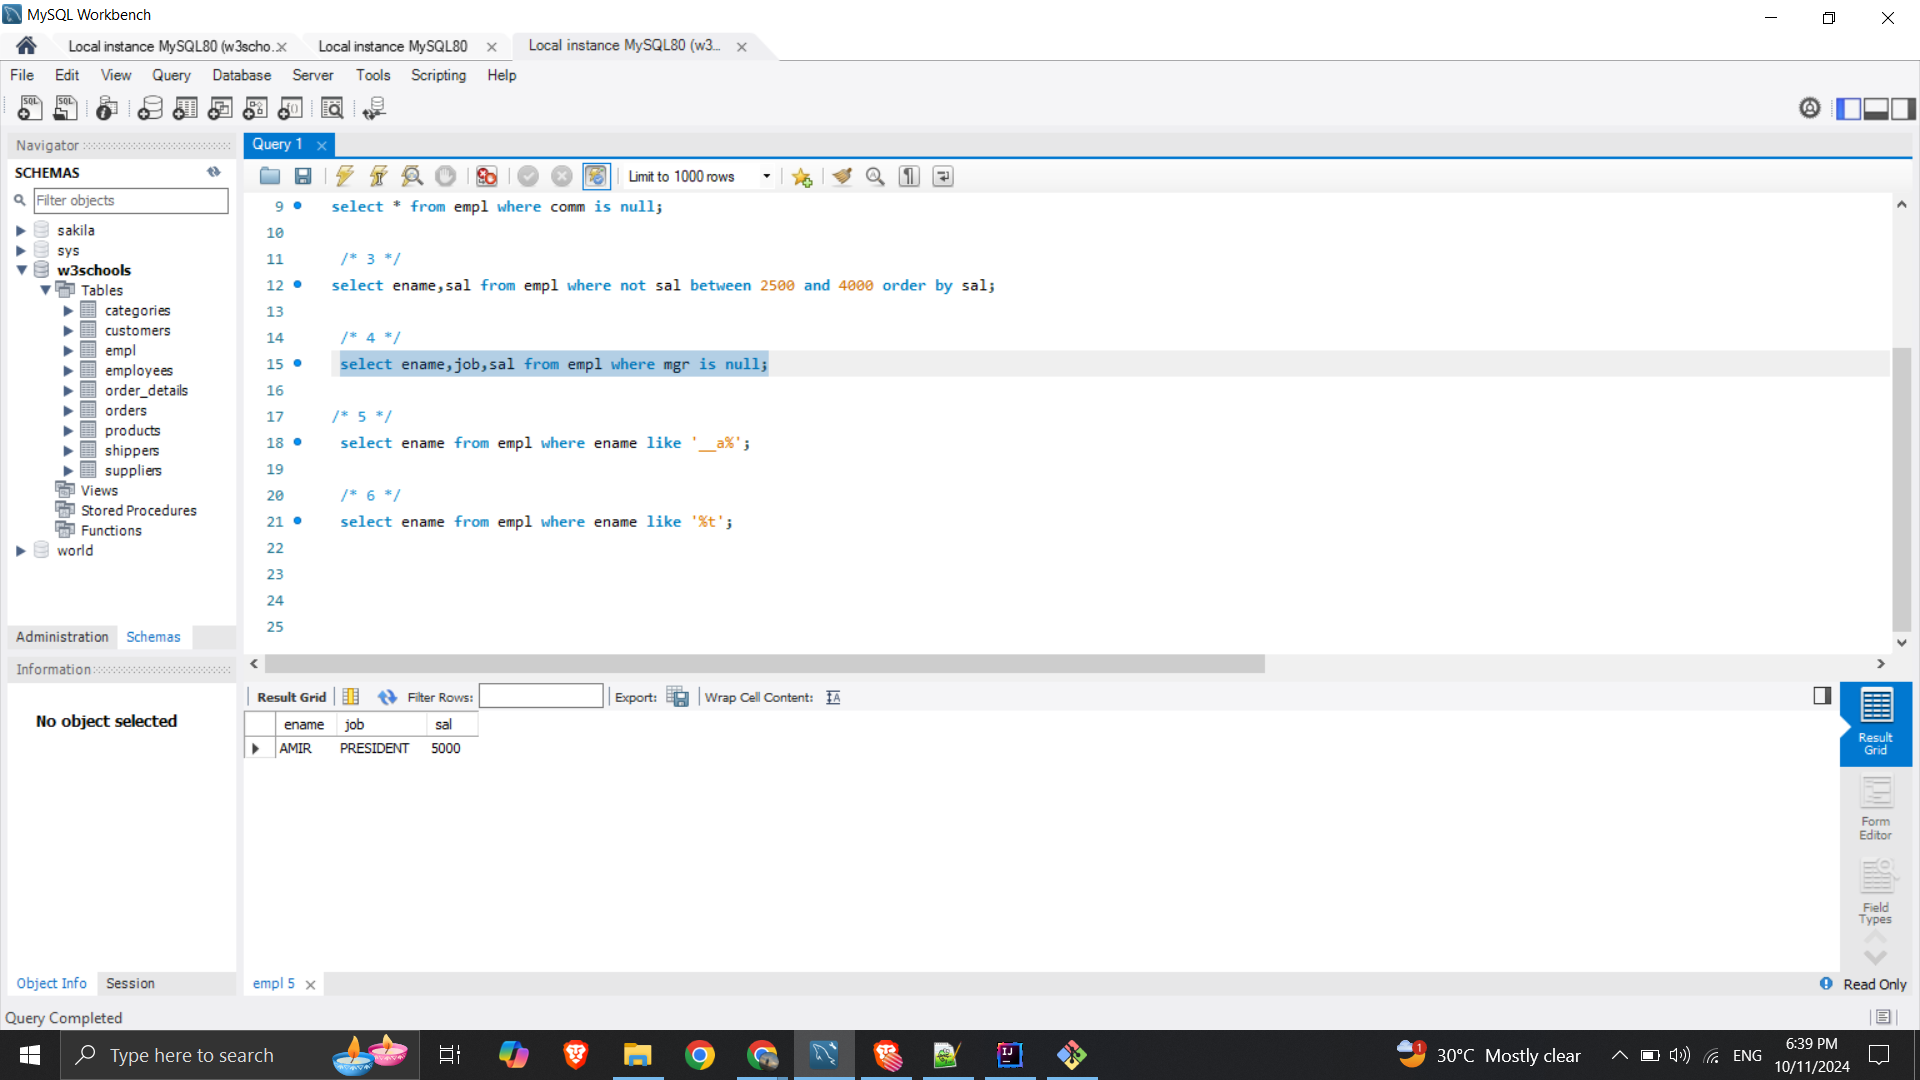 MySQL Workbench
Local instance MySQL80 (w3scho...
Local instance MySQL80
Local instance MySQL80 (w3...
File Edit View Query Database Server Tools Scripting Help
Navigator
SCHEMAS
Filter objects
sakila
sys
w3schools
Tables
categories
customers
empl
employees
order_details
orders
products
shippers
suppliers
Views
Stored Procedures
Functions
world
Administration Schemas
Information
No object selected
Object Info Session
Query 1
Limit to 1000 rows
9 select * from empl where comm is null;
10
11 /* 3 */
12 select ename,sal from empl where not sal between 2500 and 4000 order by sal;
13
14 /* 4 */
15 select ename,job,sal from empl where mgr is null;
16
17 /* 5 */
18 select ename from empl where ename like '__a%';
19
20 /* 6 */
21 select ename from empl where ename like '%t';
22
23
24
25
Result Grid Filter Rows: Export: Wrap Cell Content:
ename job sal
AMIR PRESIDENT 5000
Result
Grid
Form
Editor
Field
Types
empl 5
Read Only
Query Completed
Type here to search
1
30°C Mostly clear
ENG
6:39 PM
10/11/2024